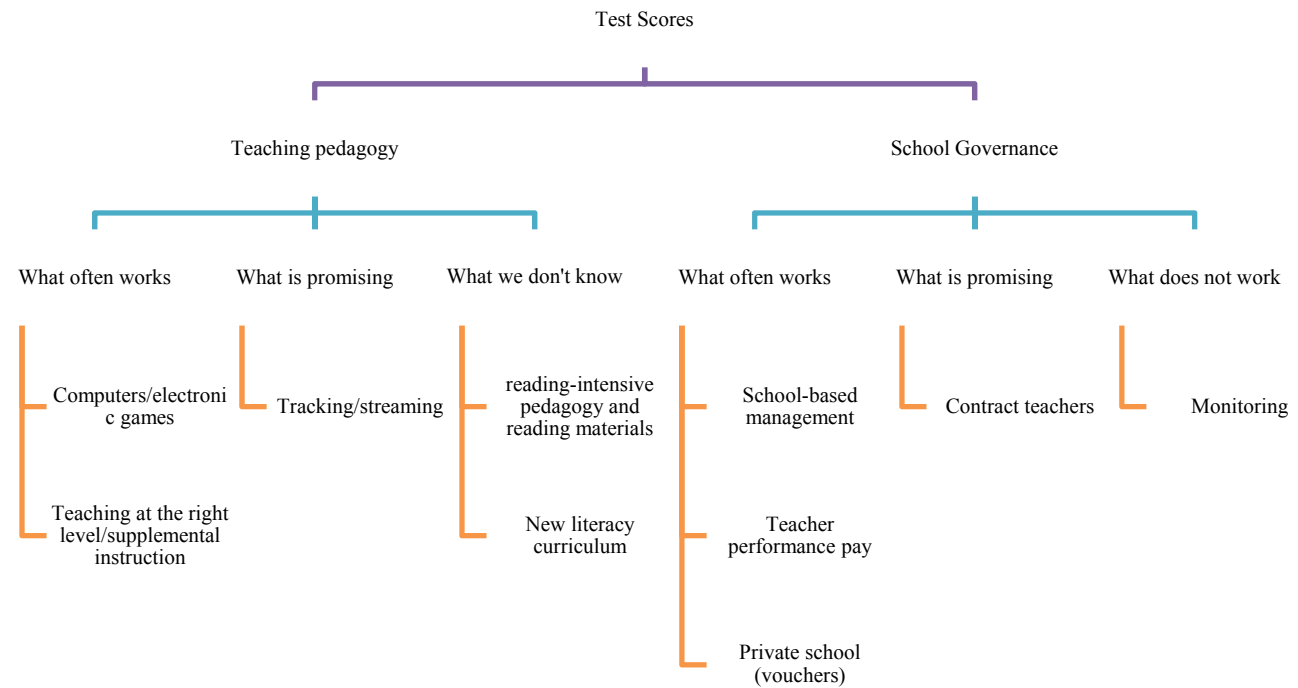 Test Scores
Teaching pedagogy
School Governance
What often works
What is promising
What we don't know
What often works
What is promising
What does not work
Computers/electroni
c games
Tracking/streaming
reading-intensive
pedagogy and
reading materials
School-based
management
Contract teachers
Monitoring
Teaching at the right
level/supplemental
instruction
New literacy
curriculum
Teacher
performance pay
Private school
(vouchers)